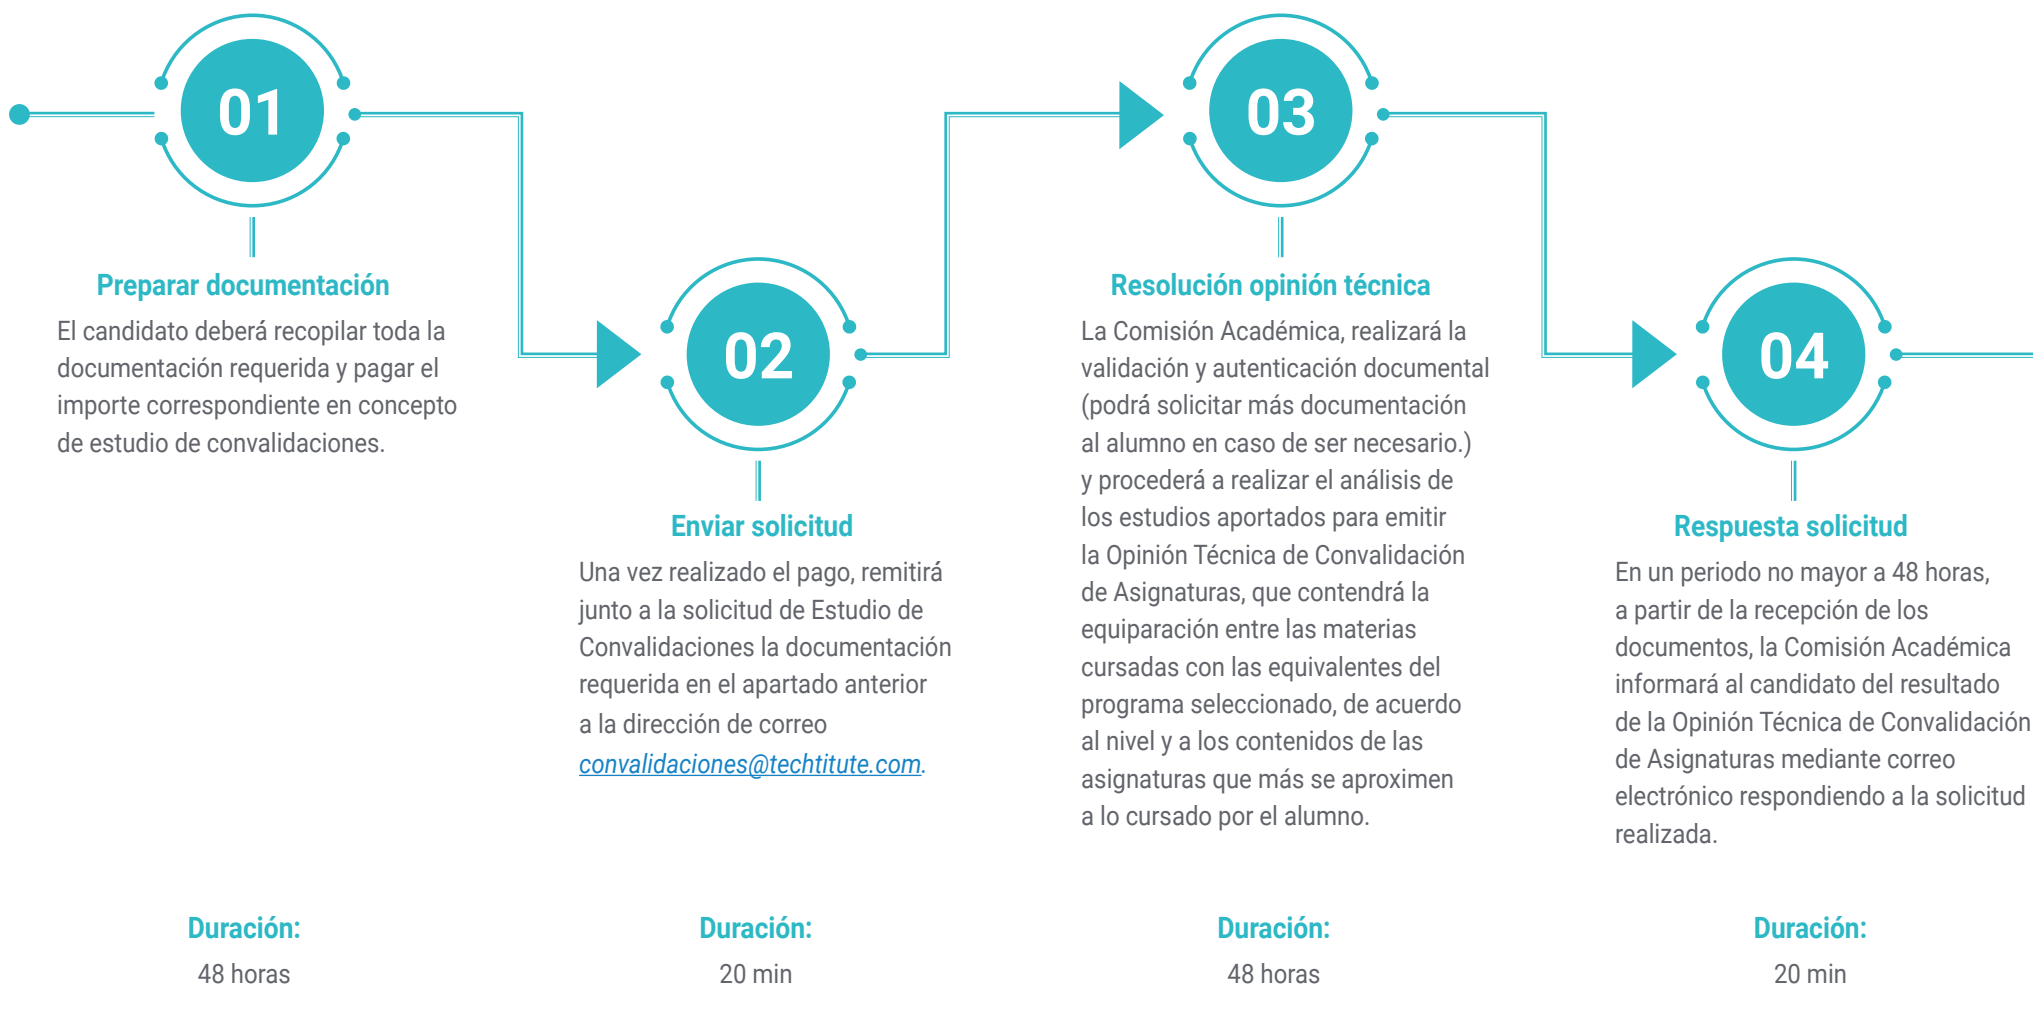 01
Preparar documentación
El candidato deberá recopilar toda la
documentación requerida y pagar el
importe correspondiente en concepto
de estudio de convalidaciones.
Duración:
48 horas
02
Enviar solicitud
Una vez realizado el pago, remitirá
junto a la solicitud de Estudio de
Convalidaciones la documentación
requerida en el apartado anterior
a la dirección de correo
convalidaciones@techtitute.com.
Duración:
20 min
03
Resolución opinión técnica
La Comisión Académica, realizará la
validación y autenticación documental
(podrá solicitar más documentación
al alumno en caso de ser necesario.)
y procederá a realizar el análisis de
los estudios aportados para emitir
la Opinión Técnica de Convalidación
de Asignaturas, que contendrá la
equiparación entre las materias
cursadas con las equivalentes del
programa seleccionado, de acuerdo
al nivel y a los contenidos de las
asignaturas que más se aproximen
a lo cursado por el alumno.
Duración:
48 horas
04
Respuesta solicitud
En un periodo no mayor a 48 horas,
a partir de la recepción de los
documentos, la Comisión Académica
informará al candidato del resultado
de la Opinión Técnica de Convalidación
de Asignaturas mediante correo
electrónico respondiendo a la solicitud
realizada.
Duración:
20 min